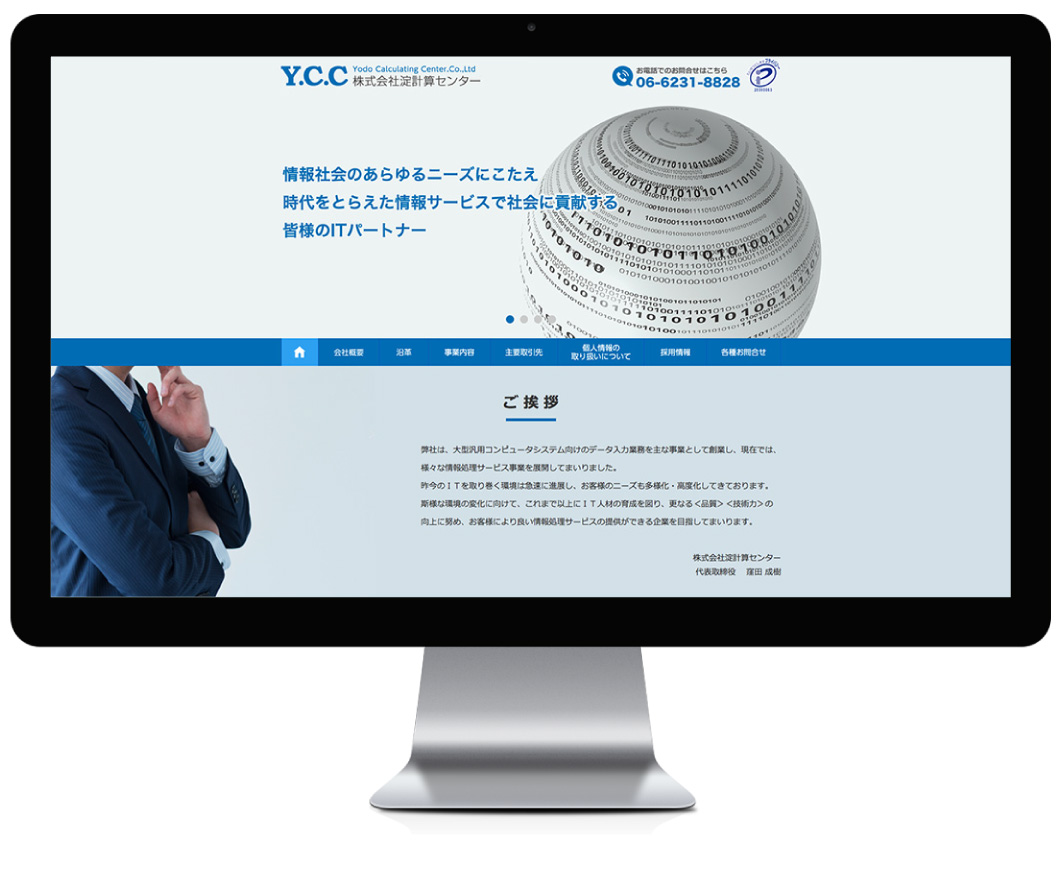 Y.C.C
Yodo Calculating Center.Co.,Ltd
株式会社淀計算センター
お電話でのお問合せはこちら
06-6231-8828
情報社会のあらゆるニーズにこたえ
時代をとらえた情報サービスで社会に貢献する
皆様のITパートナー
会社概要
沿革
事業内容
主要取引先
個人情報の
取り扱いについて
採用情報
各種お問合せ
ご挨拶
弊社は、大型汎用コンピュータシステム向けのデータ入力業務を主な事業として創業し、現在では、
様々な情報処理サービス事業を展開してまいりました。
昨今のＩＴを取り巻く環境は急速に進展し、お客様のニーズも多様化・高度化してきております。
斯様な環境の変化に向けて、これまで以上にＩＴ人材の育成を図り、更なる＜品質＞＜技術力＞の
向上に努め、お客様により良い情報処理サービスの提供ができる企業を目指してまいります。
株式会社淀計算センター
代表取締役　窪田 成樹